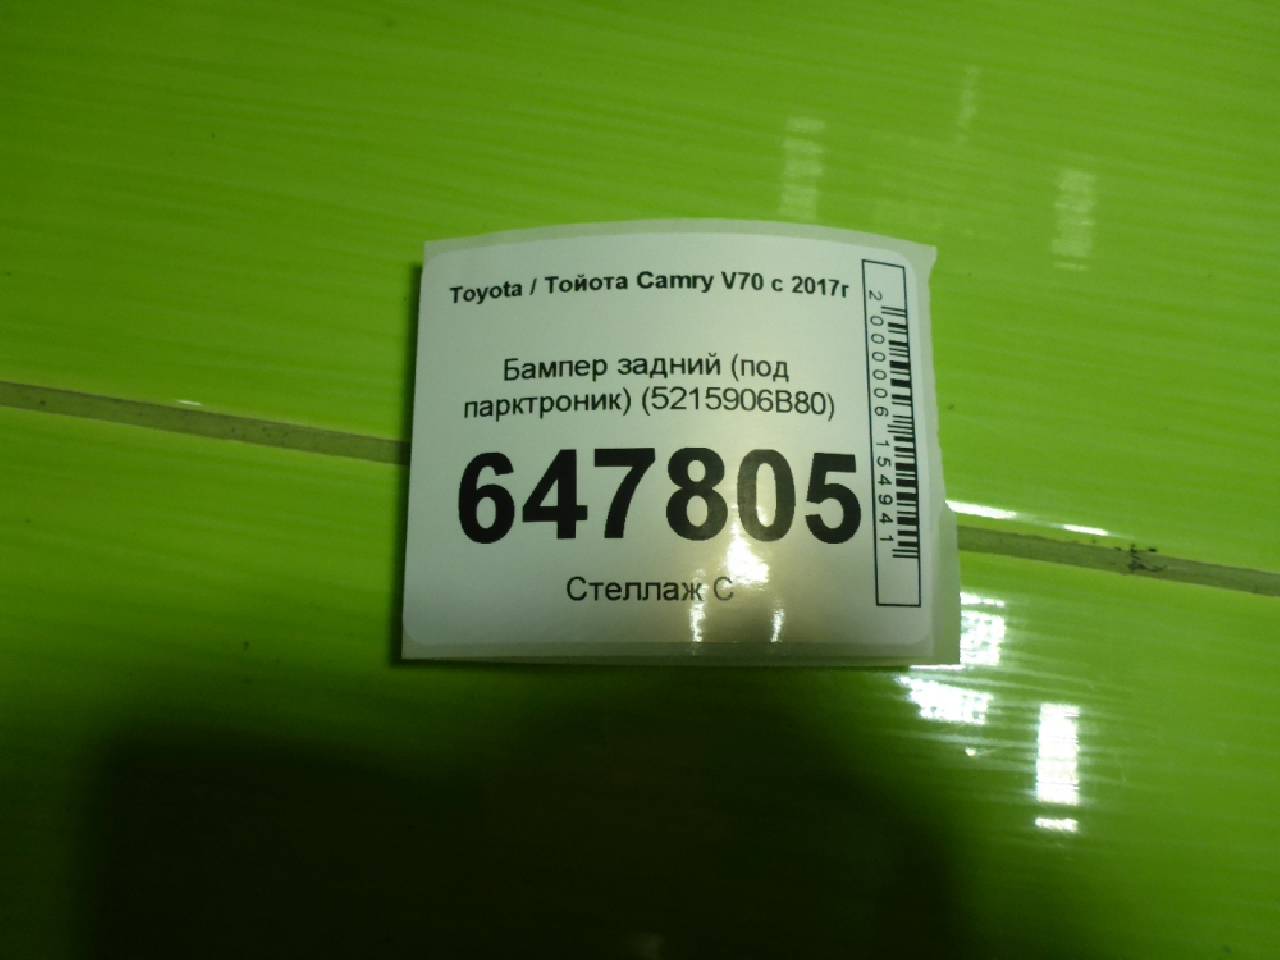 Toyota / Тойота Camry V70 с 2017г
Бампер задний (под
парктроник) (5215906B80)
647805
Стеллаж С
2000006154941